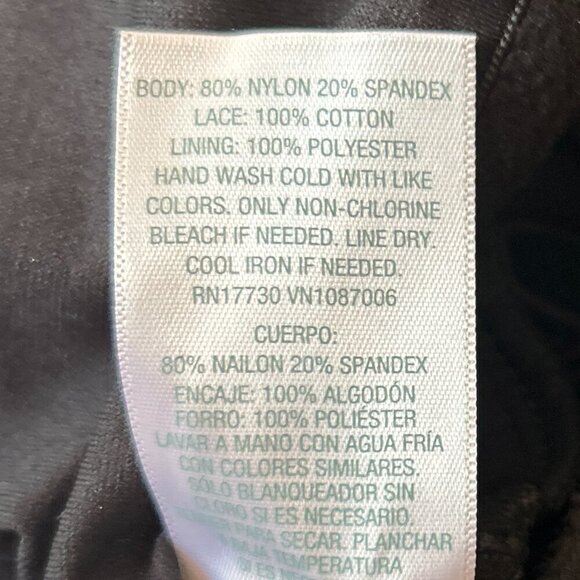 BODY: 80% NYLON 20% SPANDEX
LACE: 100% COTTON
LINING: 100% POLYESTER
HAND WASH COLD WITH LIKE
COLORS. ONLY NON-CHLORINE
BLEACH IF NEEDED. LINE DRY.
COOL IRON IF NEEDED.
RN17730 VN1087006
CUERPO:
80% NAILON 20% SPANDEX
ENCAJE: 100% ALGODÓN
FORRO: 100% POLIÉSTER
LAVAR A MANO CON AGUA FRÍA
CON COLORES SIMILARES.
SÓLO BLANQUEADOR SIN
CLORO SI ES NECESARIO.
PARA SECAR. PLANCHAR
TEMPERATURA
SI ES